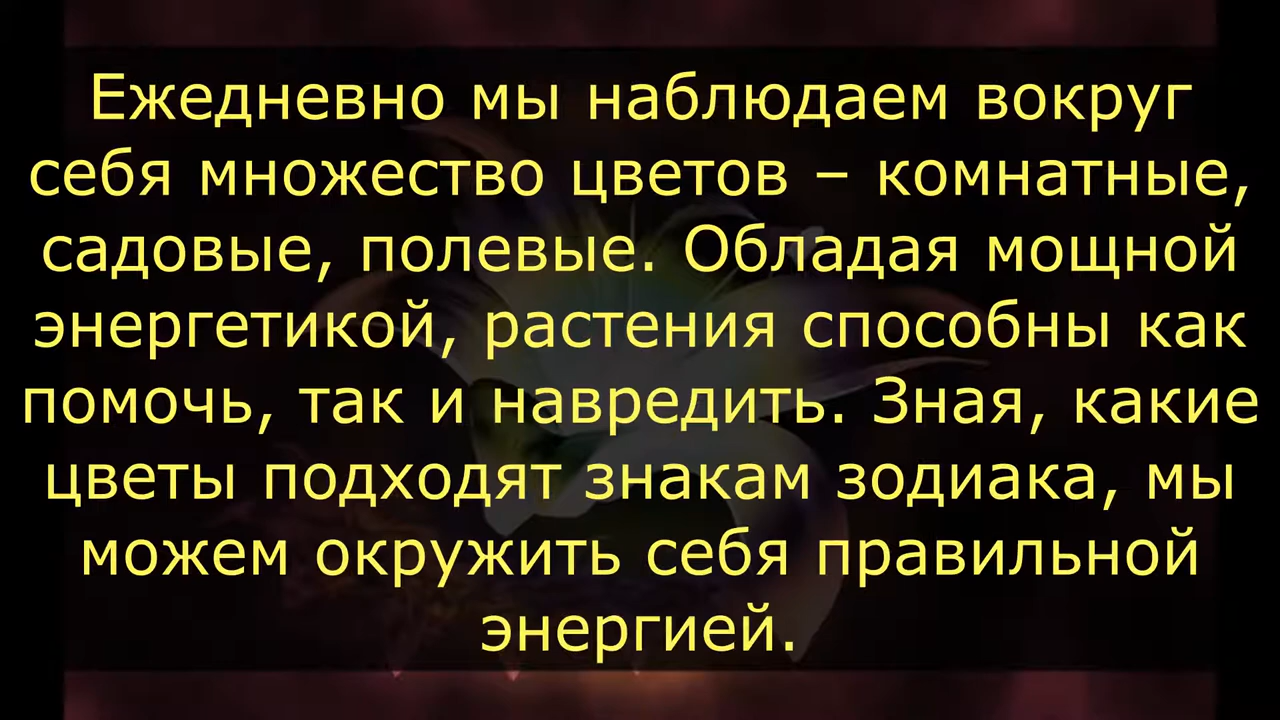 Ежедневно мы наблюдаем вокруг
себя множество цветов – комнатные,
садовые, полевые. Обладая мощной
энергетикой, растения способны как
помочь, так и навредить. Зная, какие
цветы подходят знакам зодиака, мы
можем окружить себя правильной
энергией.